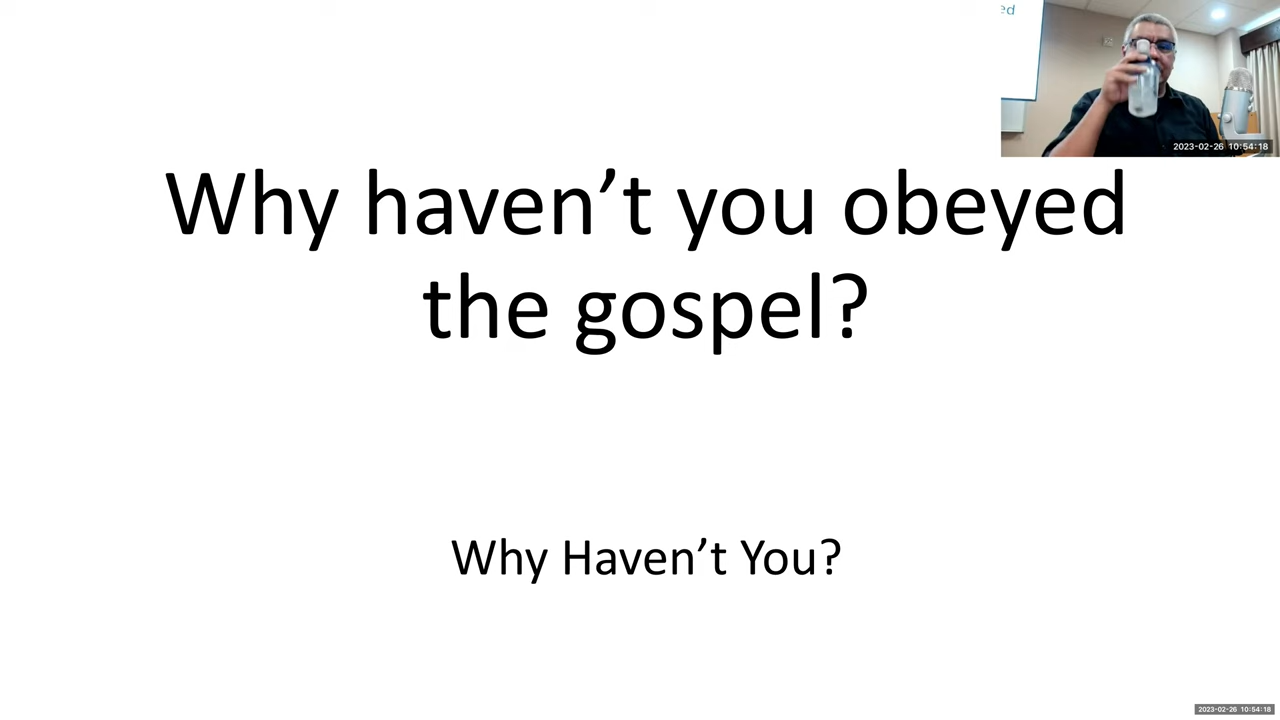 ed
2023-02-26 10:54:18
Why haven’t you obeyed
the gospel?
Why Haven’t You?
2023-02-26 10:54:18